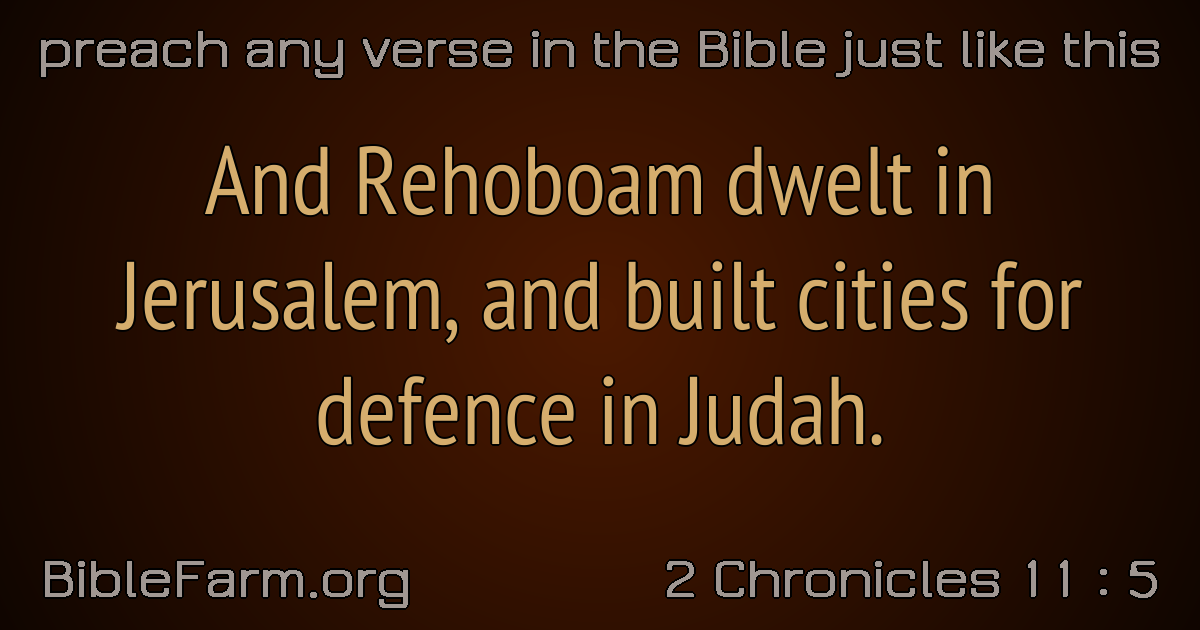 preach any verse in the Bible just like this
And Rehoboam dwelt in
Jerusalem, and built cities for
defence in Judah.
BibleFarm.org
2 Chronicles 11 : 5